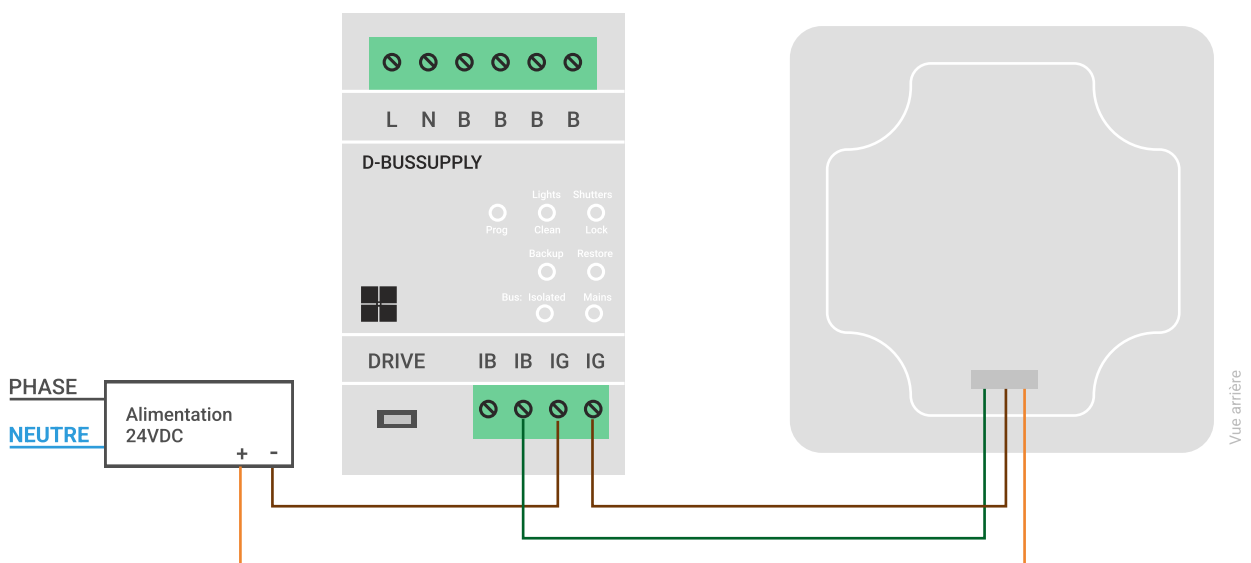 L N B B B B
D-BUSSUPPLY
Lights Shutters
Prog Clean Lock
Backup Restore
Bus: Isolated Mains
DRIVE IB IB IG IG
PHASE
NEUTRE
Alimentation
24VDC
+ -
Vue arrière